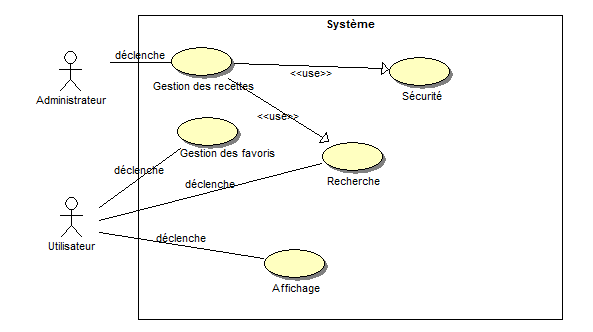 Système
déclenche
<<use>>
Gestion des recettes
Administrateur
Sécurité
<<use>>
Gestion des favoris
déclenche
déclenche
Recherche
Utilisateur
déclenche
Affichage